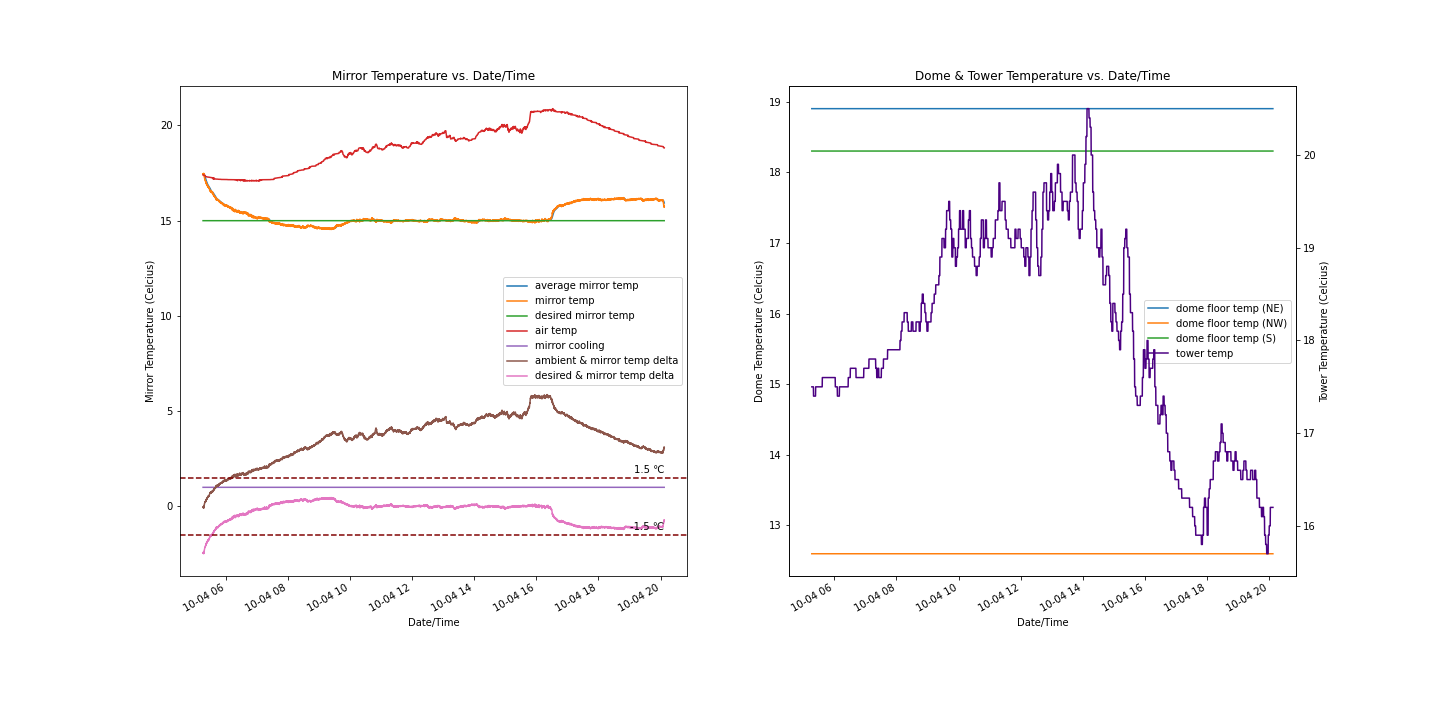 Mirror Temperature vs. Date/Time
Mirror Temperature (Celcius)
20
15
10
5
0
average mirror temp
mirror temp
desired mirror temp
air temp
mirror cooling
ambient & mirror temp delta
desired & mirror temp delta
1.5 °C
-1.5 °C
10-04 06
10-04 08
10-04 10
10-04 12
10-04 14
10-04 16
10-04 18
10-04 20
Date/Time
Dome & Tower Temperature vs. Date/Time
Dome Temperature (Celcius)
19
18
17
16
15
14
13
dome floor temp (NE)
dome floor temp (NW)
dome floor temp (S)
tower temp
20
19
18
17
16
Tower Temperature (Celcius)
10-04 06
10-04 08
10-04 10
10-04 12
10-04 14
10-04 16
10-04 18
10-04 20
Date/Time